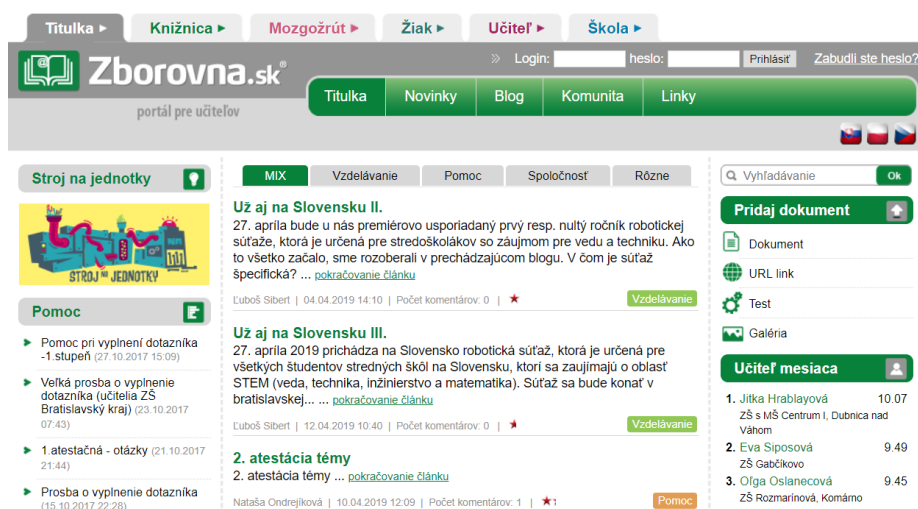 Titulka ►
Knižnica ►
Mozgožrút ►
Žiak ►
Učiteľ ►
Škola ►
Zborovna.sk®
portál pre učiteľov
» Login: heslo: Prihlásiť Zabudli ste heslo?
Titulka Novinky Blog Komunita Linky
Stroj na jednotky
STROJ NA JEDNOTKY
Pomoc
Pomoc pri vyplnení dotazníka
-1.stupeň (27.10.2017 15:09)
Veľká prosba o vyplnenie
dotazníka (učitelia ZŠ
Bratislavský kraj) (23.10.2017
07:43)
1.atestačná - otázky (21.10.2017
21:44)
Prosba o vyplnenie dotazníka
(15.10.2017 22:28)
MIX Vzdelávanie Pomoc Spoločnosť Rôzne
Už aj na Slovensku II.
27. apríla bude u nás premiérovo usporiadaný prvý resp. nultý ročník robotickej
súťaže, ktorá je určená pre stredoškolákov so záujmom pre vedu a techniku. Ako
to všetko začalo, sme rozoberali v prechádzajúcom blogu. V čom je súťaž
špecifická? ... pokračovanie článku
Ľuboš Sibert | 04.04.2019 14:10 | Počet komentárov: 0 | Vzdelávanie
Už aj na Slovensku III.
27. apríla 2019 prichádza na Slovensko robotická súťaž, ktorá je určená pre
všetkých študentov stredných škôl na Slovensku, ktorí sa zaujímajú o oblasť
STEM (veda, technika, inžinierstvo a matematika). Súťaž sa bude konať v
bratislavskej... ... pokračovanie článku
Ľuboš Sibert | 12.04.2019 10:40 | Počet komentárov: 0 | Vzdelávanie
2. atestácia témy
2. atestácia témy ... pokračovanie článku
Nataša Ondrejíková | 10.04.2019 12:09 | Počet komentárov: 1 | Pomoc
Vyhľadávanie Ok
Pridaj dokument
Dokument
URL link
Test
Galéria
Učiteľ mesiaca
1. Jitka Hrablayová 10.07
ZŠ s MŠ Centrum I, Dubnica nad
Váhom
2. Eva Siposová 9.49
ZŠ Gabčíkovo
3. Oľga Oslanecová 9.45
ZŠ Rozmarínová, Komárno